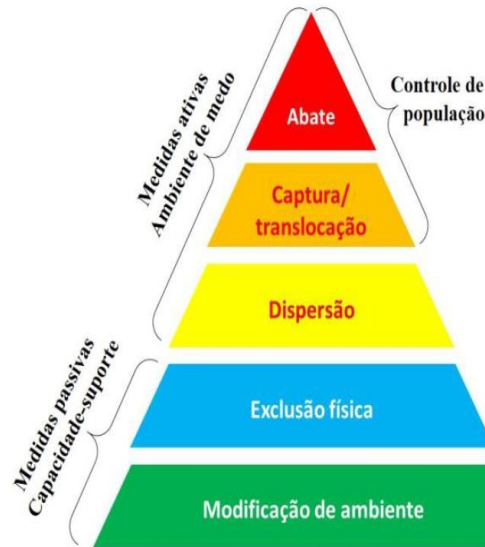 Medidas ativas
Ambiente de medo
Controle de
população
Abate
Captura/
translocação
Dispersão
Medidas passivas
Capacidade-suporte
Exclusão física
Modificação de ambiente